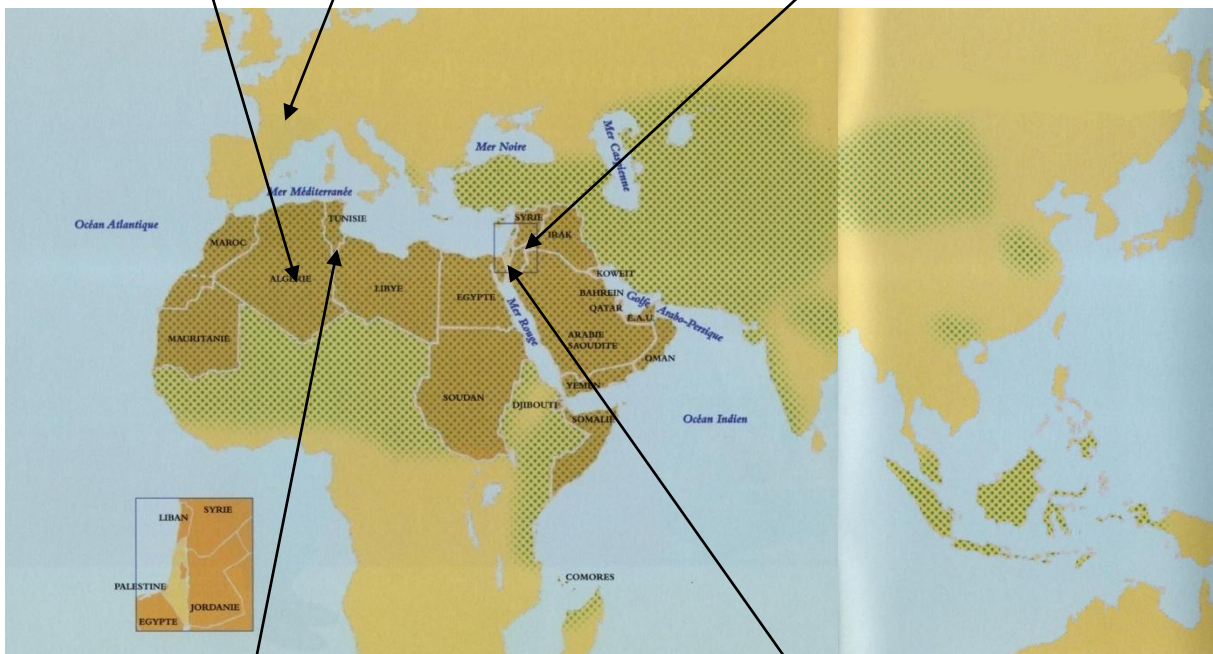 Mer Noire
Mer Caspienne
Mer Méditerranée
Océan Atlantique
TUNISIE
SYRIE
MAROC
IRAK
ALGÉRIE
LIBYE
EGYPTE
KOWEIT
BAHREIN
QATAR
Golfe Arabo-Persique
E.A.U.
Mer Rouge
MAURITANIE
ARABIE
SAOUDITE
OMAN
YEMEN
SOUDAN
DJIBOUTI
SOMALIE
Océan Indien
COMORES
LIBAN
SYRIE
PALESTINE
JORDANIE
EGYPTE